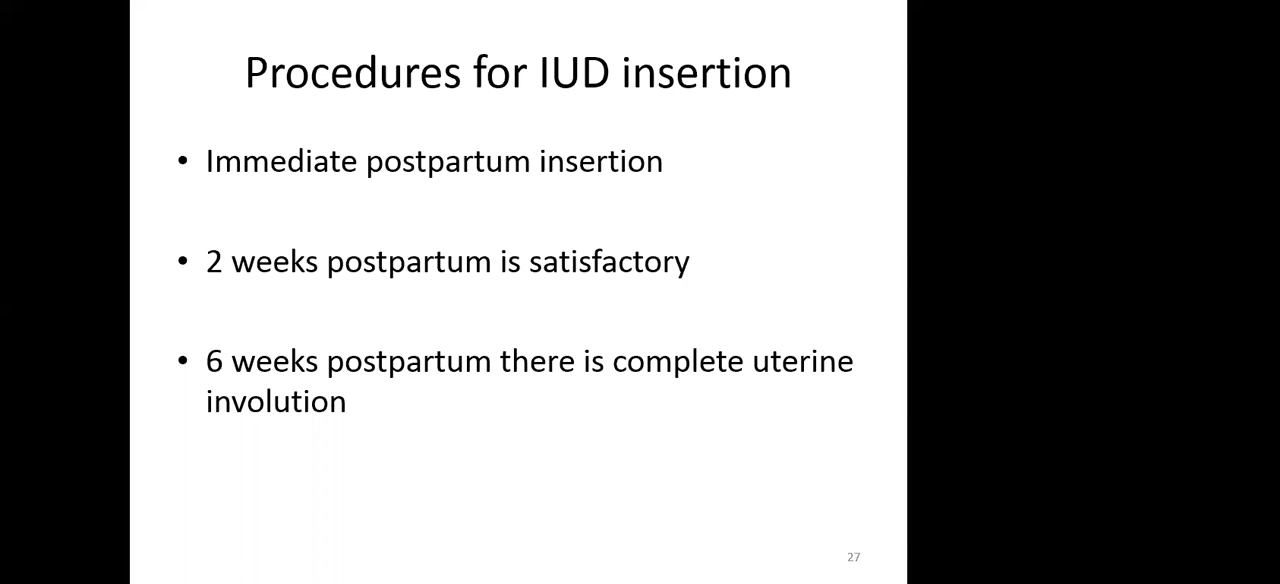 Procedures for IUD insertion
• Immediate postpartum insertion
• 2 weeks postpartum is satisfactory
• 6 weeks postpartum there is complete uterine
involution
27